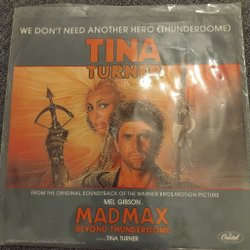 WE DON'T NEED ANOTHER HERO (THUNDERDOME)
TINA
TURNER
FROM THE ORIGINAL SOUNDTRACK OF THE WARNER BROS. MOTION PICTURE
MEL GIBSON
MAD MAX
BEYOND THUNDERDOME
TINA TURNER
Capitol